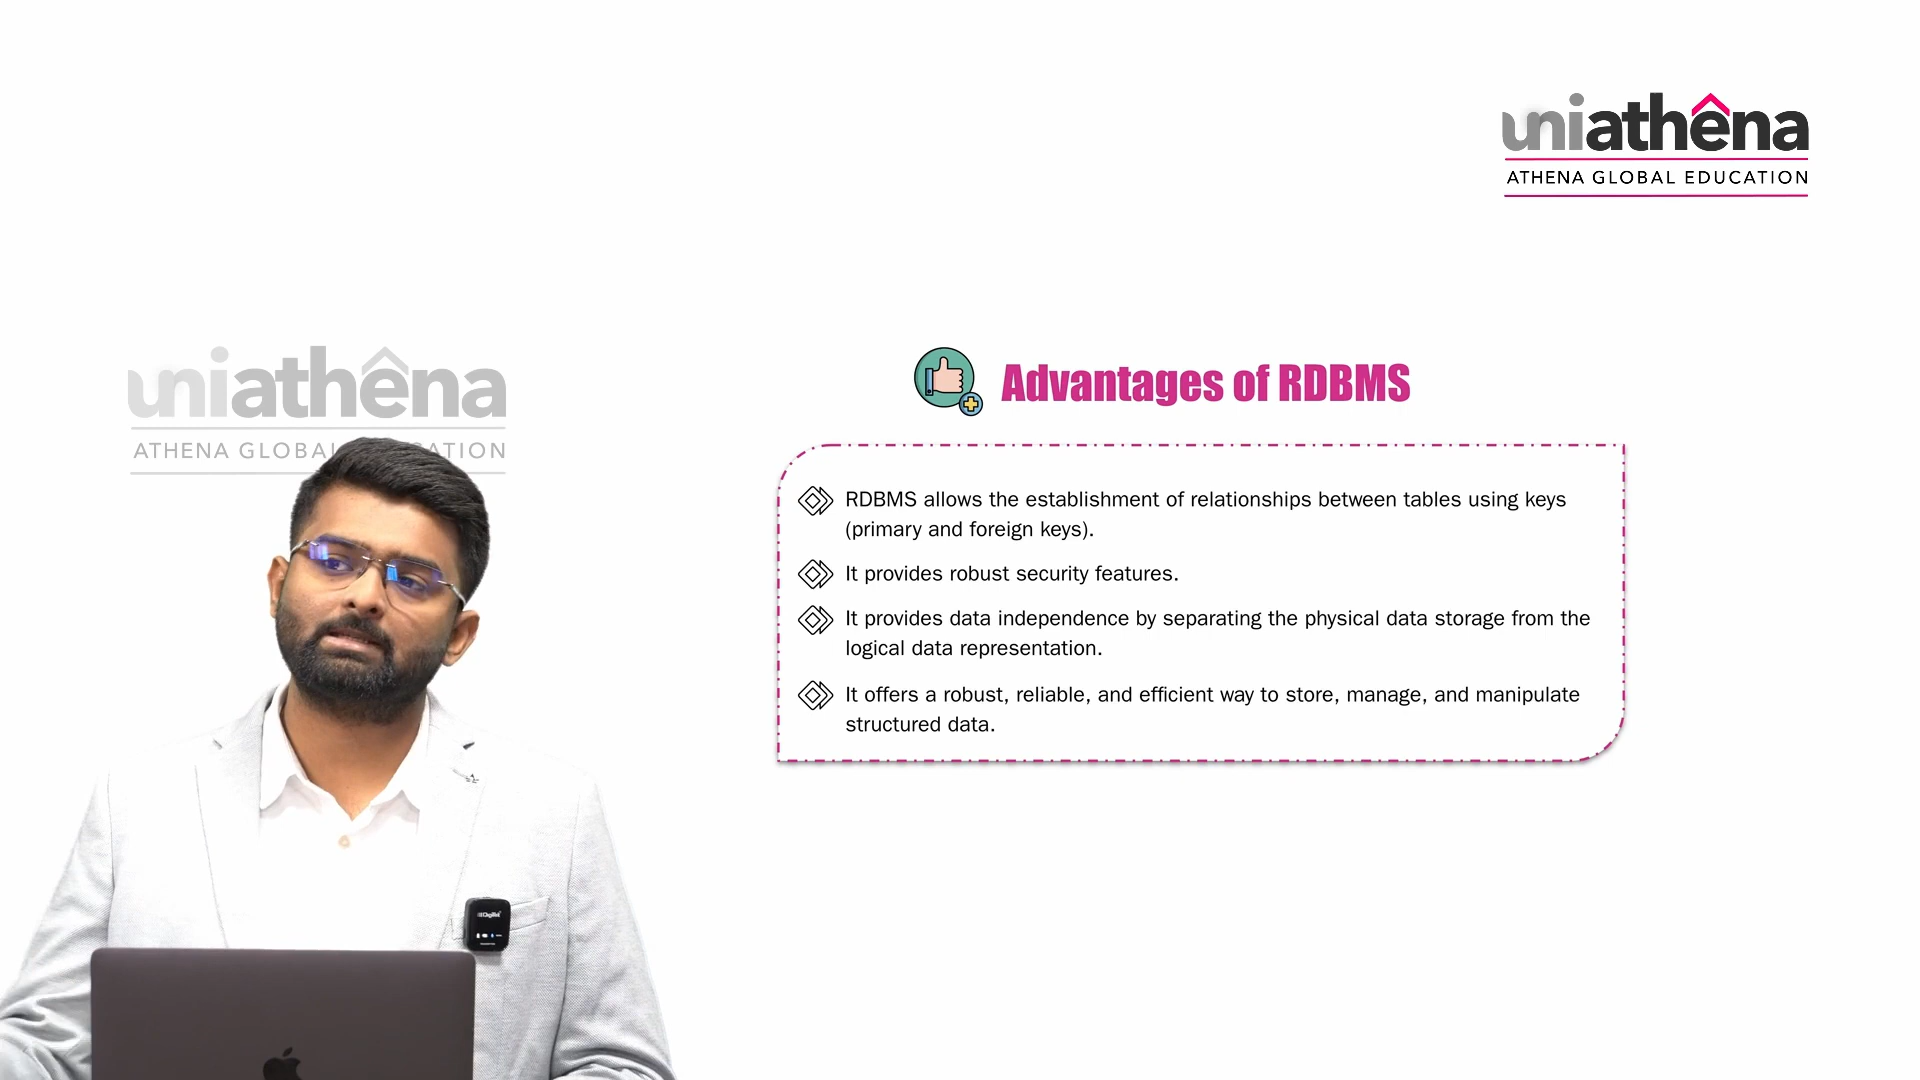 uniathena
ATHENA GLOBAL EDUCATION
uniathena
Advantages of RDBMS
RDBMS allows the establishment of relationships between tables using keys
(primary and foreign keys).
It provides robust security features.
It provides data independence by separating the physical data storage from the
logical data representation.
It offers a robust, reliable, and efficient way to store, manage, and manipulate
structured data.
ATHENA GLOBAL